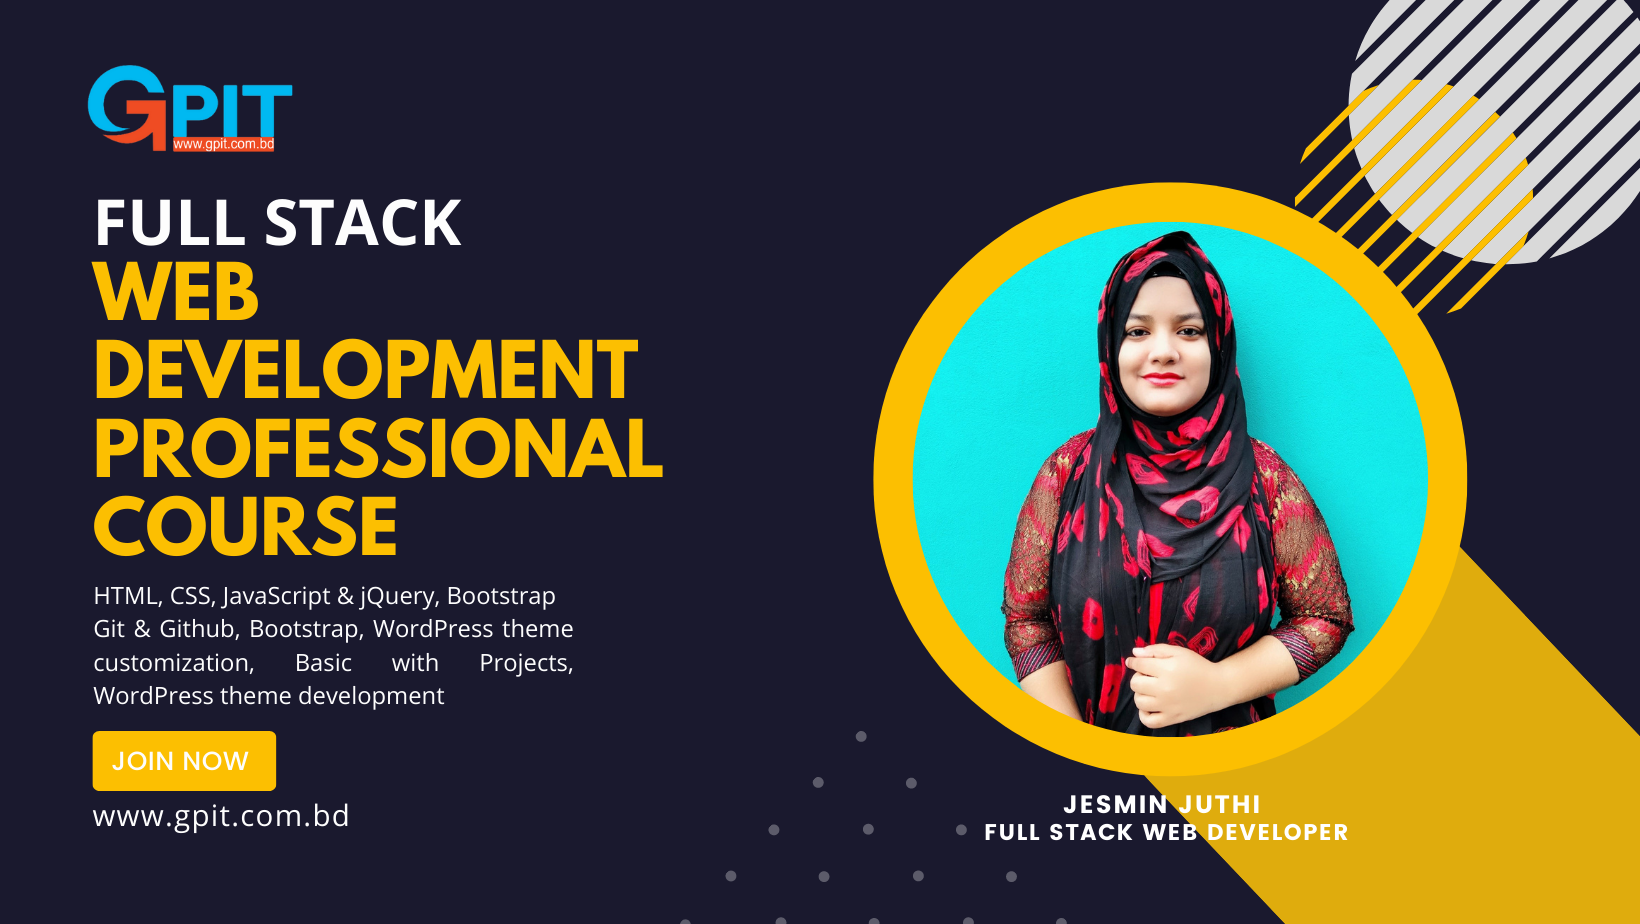 GPIT
www.gpit.com.bd
FULL STACK
WEB
DEVELOPMENT
PROFESSIONAL
COURSE
HTML, CSS, JavaScript & jQuery, Bootstrap
Git & Github, Bootstrap, WordPress theme
customization, Basic with Projects,
WordPress theme development
JOIN NOW
www.gpit.com.bd
JESMIN JUTHI
FULL STACK WEB DEVELOPER